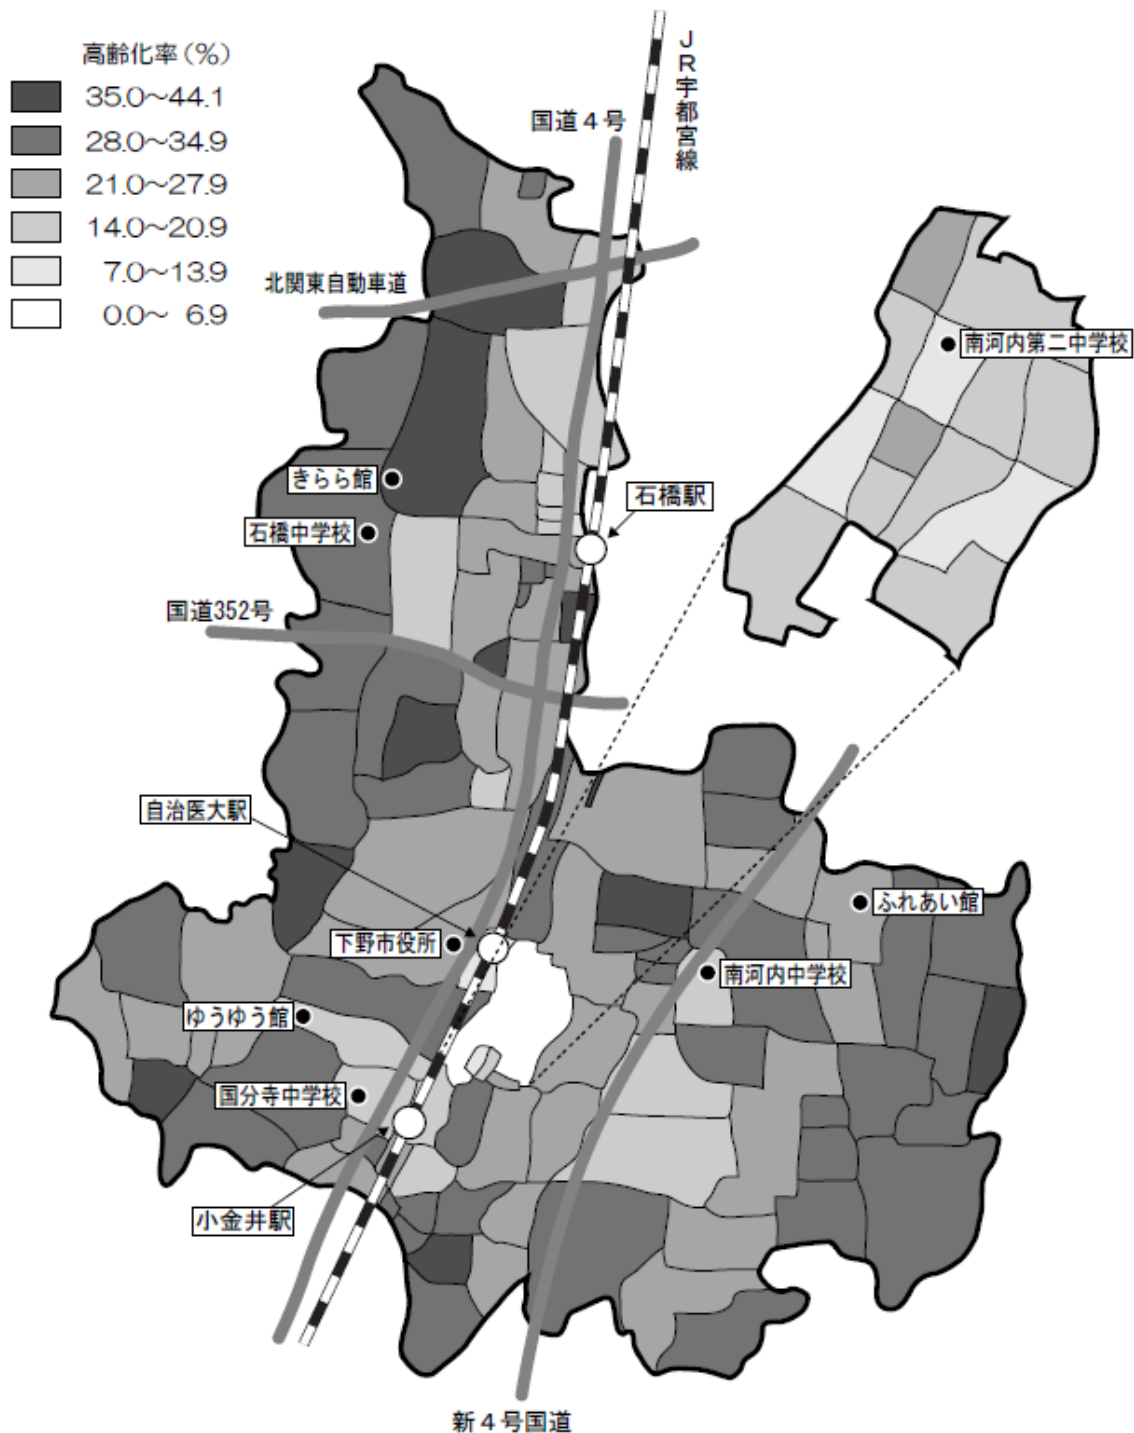 高齢化率（%）
35.0～44.1
28.0～34.9
21.0～27.9
14.0～20.9
7.0～13.9
0.0～ 6.9
JR宇都宮線
国道４号
北関東自動車道
南河内第二中学校
きらら館
石橋駅
石橋中学校
国道352号
自治医大駅
ふれあい館
下野市役所
南河内中学校
ゆうゆう館
国分寺中学校
小金井駅
新４号国道